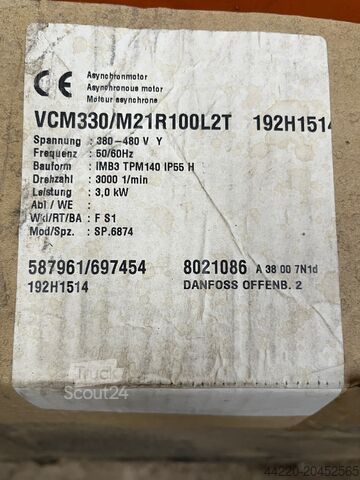 CE
Asynchronmotor
Asynchronous motor
Moteur asynchrone
VCM330/M21R100L2T 192H1514
Spannung : 380-480 V Y
Frequenz : 50/60Hz
Bauform : IMB3 TPM140 IP55 H
Drehzahl : 3000 1/min
Leistung : 3,0 kW
Abl / WE :
Wkl/RT/BA : F S1
Mod/Spz. : SP.6874
587961/697454 8021086 A 38 00 7N1d
192H1514 DANFOSS OFFENB. 2
Truck
Scout24
44220-20452565